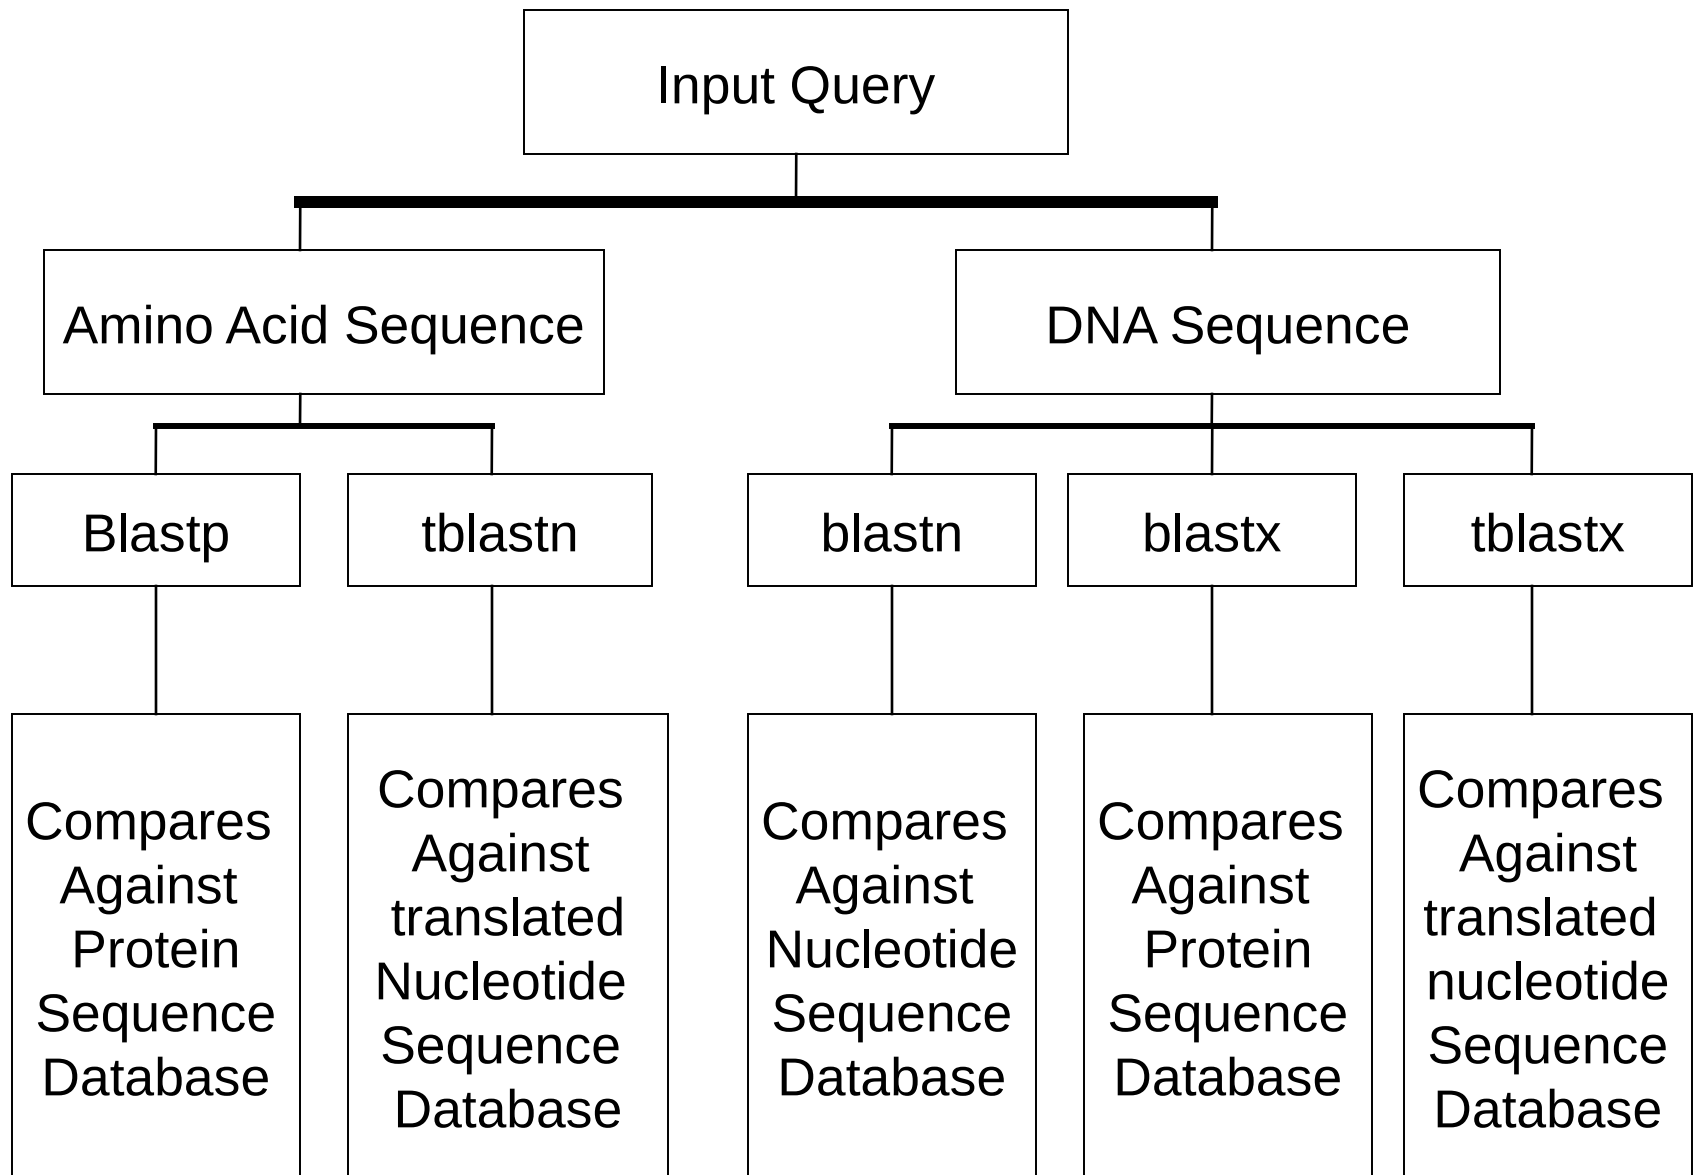 Input Query
Amino Acid Sequence
DNA Sequence
Blastp
tblastn
blastn
blastx
tblastx
Compares
Against
Protein
Sequence
Database
Compares
Against
translated
Nucleotide
Sequence
Database
Compares
Against
Nucleotide
Sequence
Database
Compares
Against
Protein
Sequence
Database
Compares
Against
translated
nucleotide
Sequence
Database